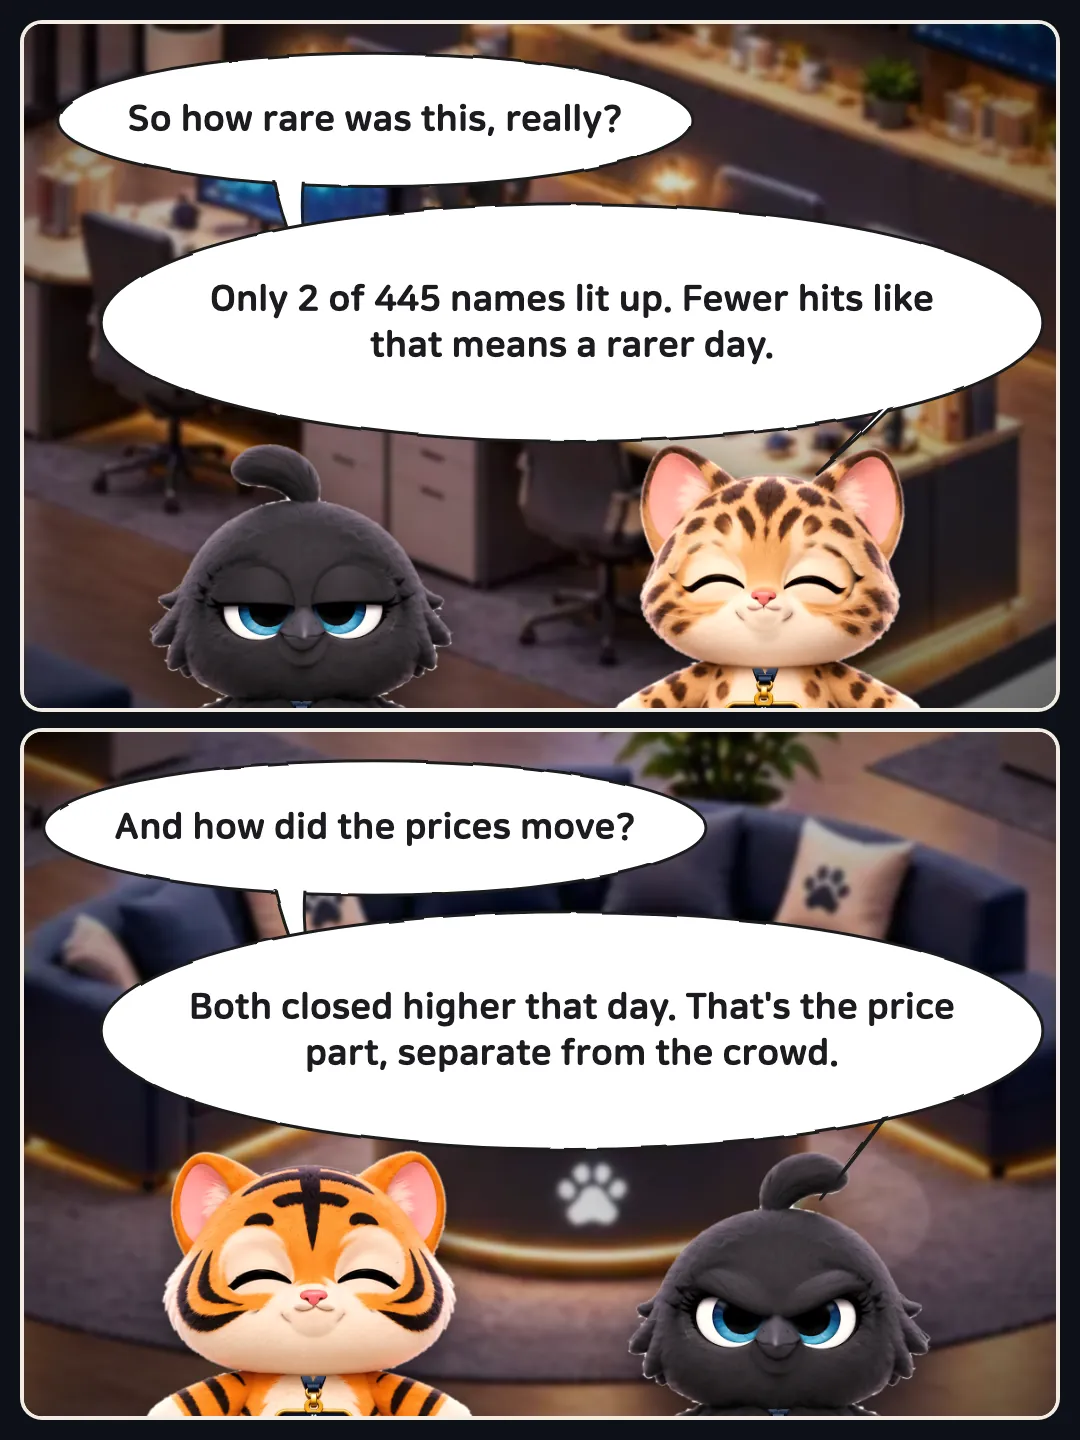 So how rare was this, really?
Only 2 of 445 names lit up. Fewer hits like
that means a rarer day.
And how did the prices move?
Both closed higher that day. That's the price
part, separate from the crowd.